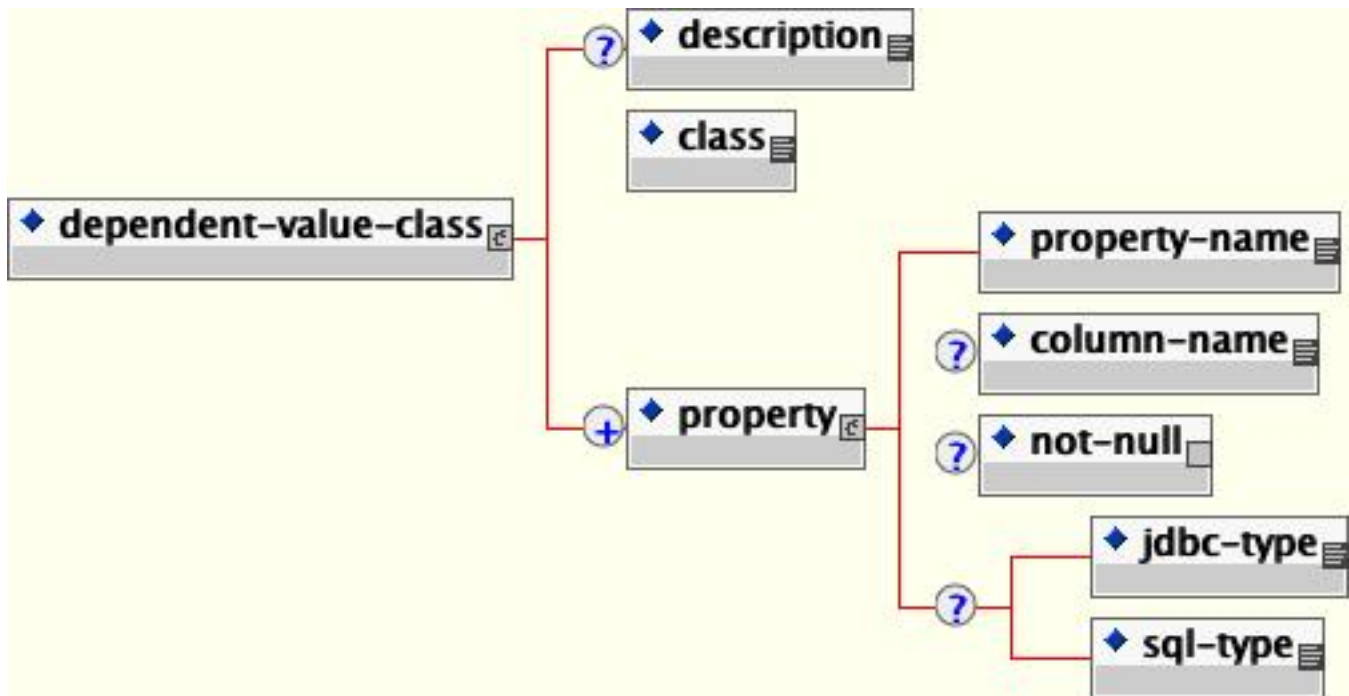 ? description
class
dependent-value-class
property-name
? column-name
+ property
? not-null
jdbc-type
?
sql-type